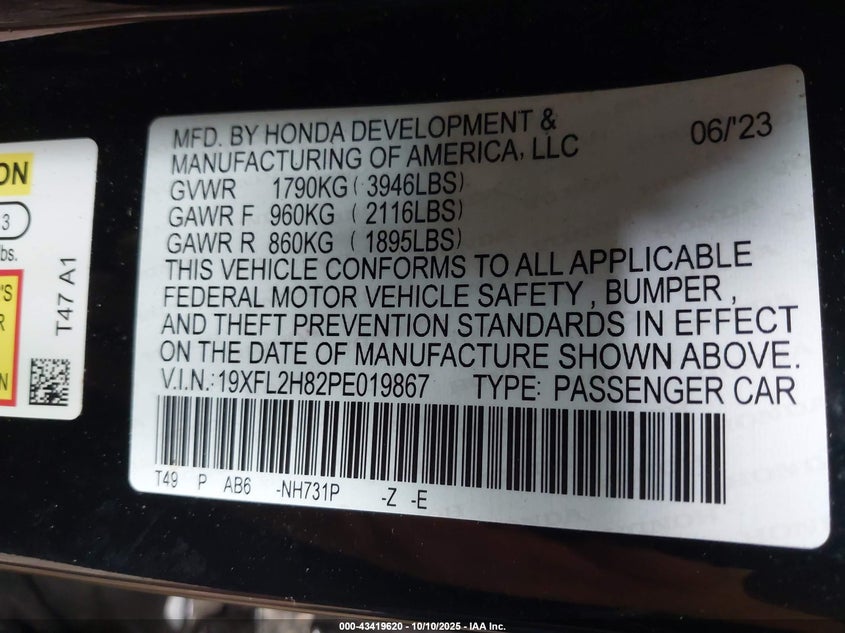 MFD. BY HONDA DEVELOPMENT &
MANUFACTURING OF AMERICA, LLC 06/'23
GVWR 1790KG ( 3946LBS)
GAWR F 960KG ( 2116LBS)
GAWR R 860KG ( 1895LBS)
THIS VEHICLE CONFORMS TO ALL APPLICABLE
FEDERAL MOTOR VEHICLE SAFETY , BUMPER ,
AND THEFT PREVENTION STANDARDS IN EFFECT
ON THE DATE OF MANUFACTURE SHOWN ABOVE.
V.I.N.: 19XFL2H82PE019867 TYPE: PASSENGER CAR
T49 P AB6 -NH731P -Z -E
ON
3
bs.
'S
R
N
T47 A1
000-43419620 - 10/10/2025 - IAA Inc.